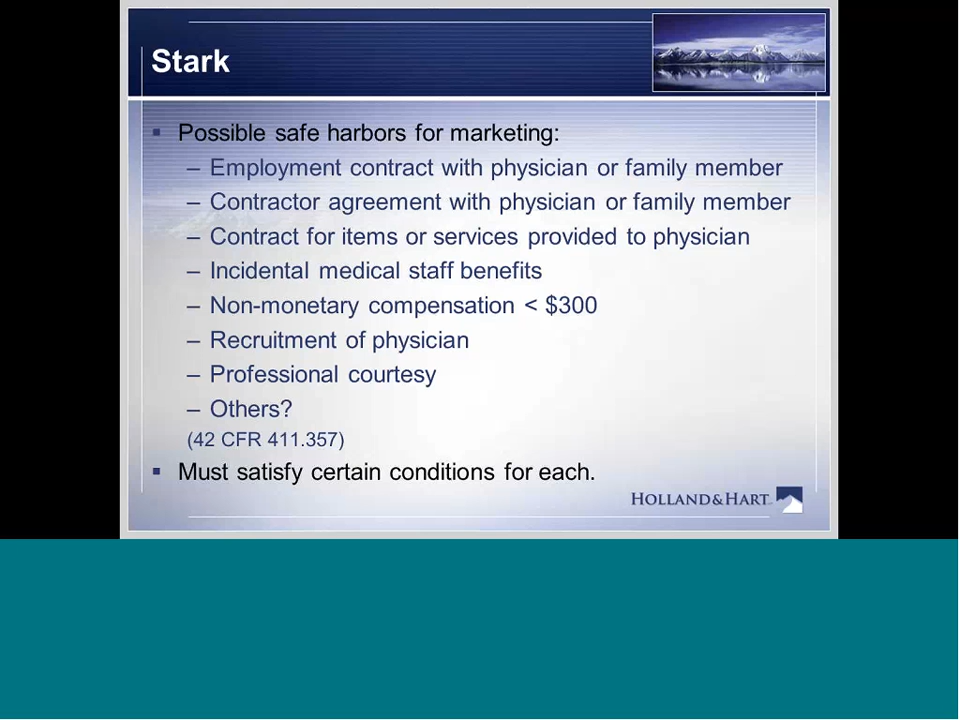 Stark
▪ Possible safe harbors for marketing:
– Employment contract with physician or family member
– Contractor agreement with physician or family member
– Contract for items or services provided to physician
– Incidental medical staff benefits
– Non-monetary compensation < $300
– Recruitment of physician
– Professional courtesy
– Others?
(42 CFR 411.357)
▪ Must satisfy certain conditions for each.
HOLLAND&HART